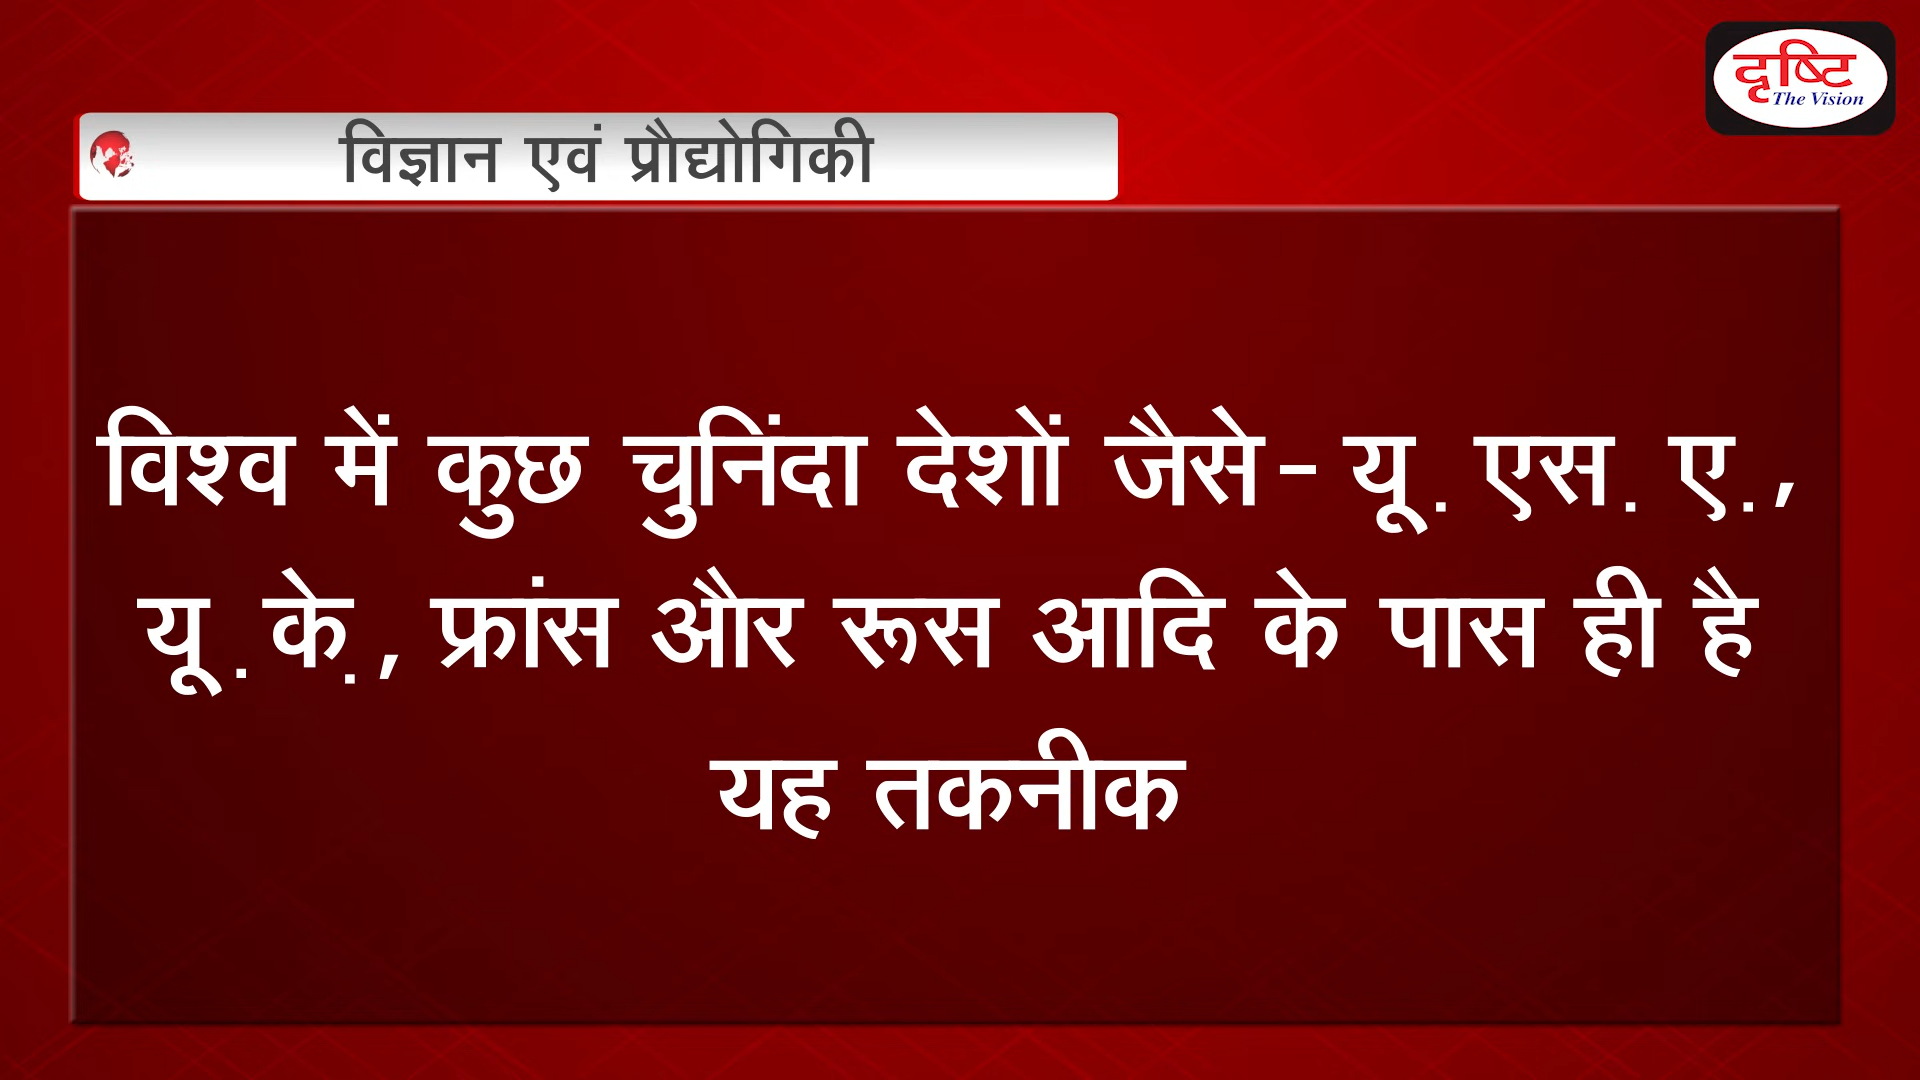 दृष्टि
The Vision
विज्ञान एवं प्रौद्योगिकी
विश्व में कुछ चुनिंदा देशों जैसे- यू. एस. ए.,
यू. के., फ्रांस और रूस आदि के पास ही है
यह तकनीक